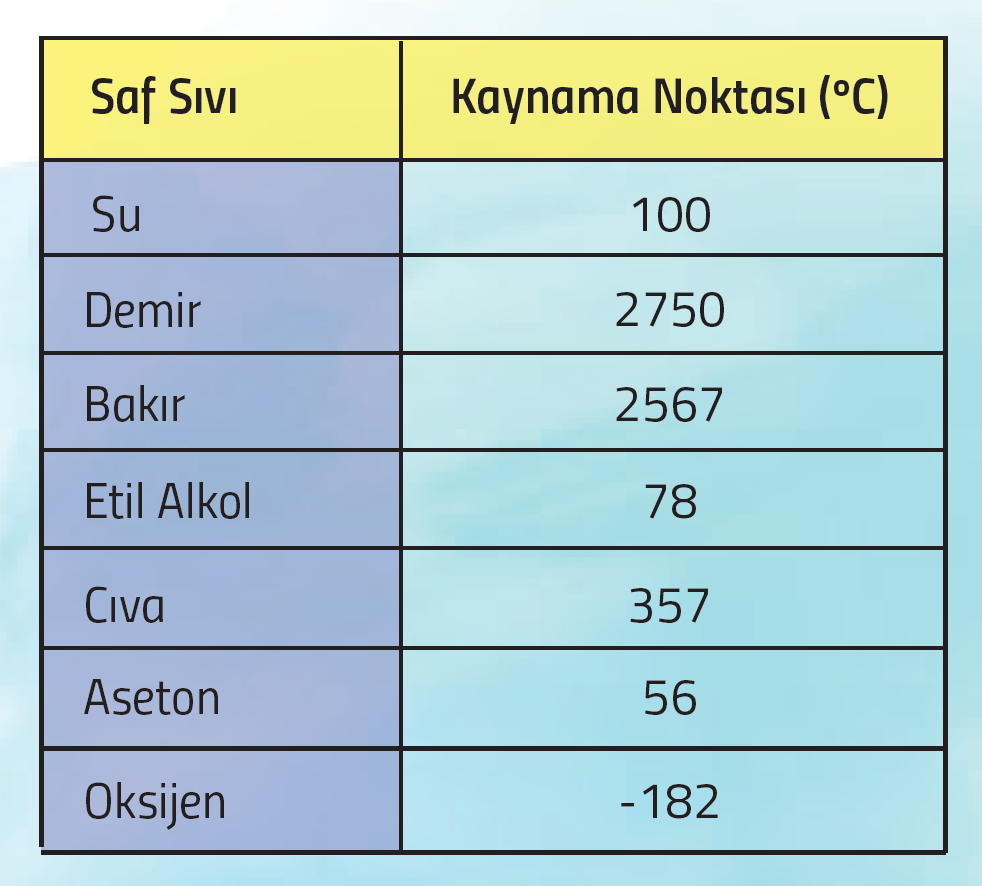 Saf Sıvı Kaynama Noktası (°C)
Su 100
Demir 2750
Bakır 2567
Etil Alkol 78
Cıva 357
Aseton 56
Oksijen -182